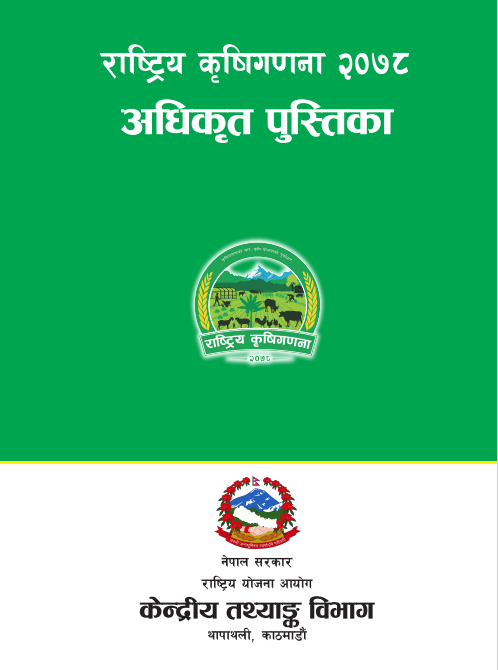 राष्ट्रिय कृषिगणना २०७८
अधिकृत पुस्तिका
राष्ट्रिय कृषिगणना
२०७८
नेपाल सरकार
राष्ट्रिय योजना आयोग
केन्द्रीय तथ्याङ्क विभाग
थापाथली, काठमाडौं